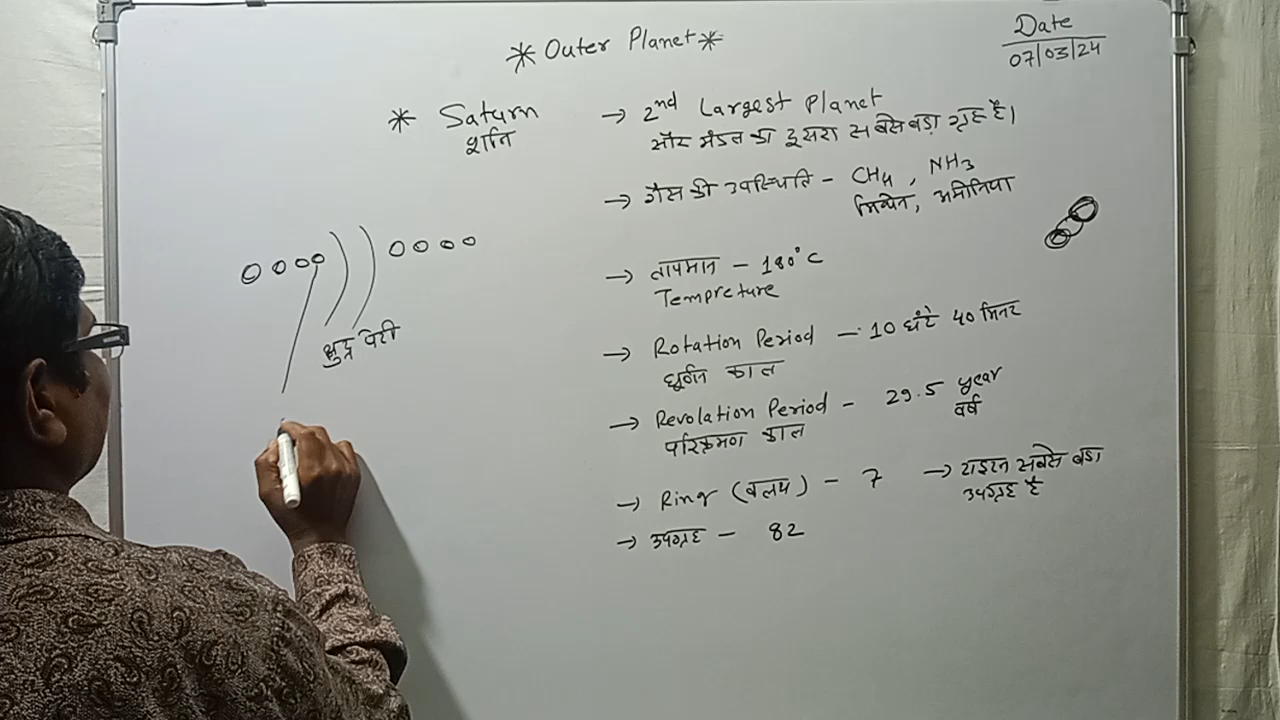 * Outer Planet *
Date
07/03/24
* Saturn
शनि
→ 2nd Largest Planet
सौर मंडल का दूसरा सबसे बड़ा ग्रह है।
→ गैस की उपस्थिति - CH4, NH3
मिथेन, अमोनिया
→ तापमान - 180°C
Tempreture
→ Rotation Period - 10 घंटे 40 मिनट
घूर्णन काल
→ Revolation Period - 29.5 year
वर्ष
परिक्रमण काल
→ Ring (वलय) - 7 → टाइटन सबसे बडा
उपग्रह है
→ उपग्रह - 82
क्षुद्र पेटी